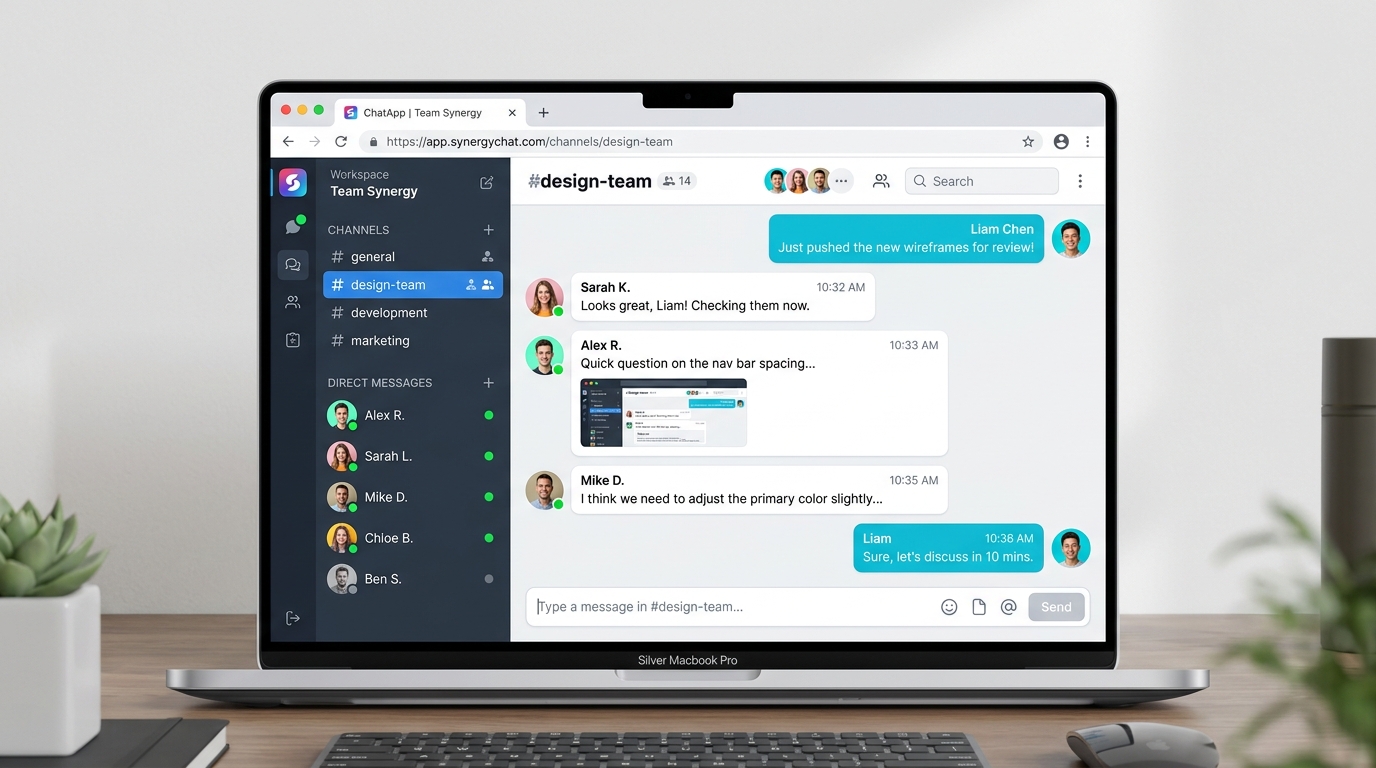 ChatApp | Team Synergy
https://app.synergychat.com/channels/design-team
Workspace
Team Synergy
CHANNELS
# general
# design-team
# development
# marketing
DIRECT MESSAGES
Alex R.
Sarah L.
Mike D.
Chloe B.
Ben S.
#design-team 14
Search
Liam Chen
Just pushed the new wireframes for review!
Sarah K. 10:32 AM
Looks great, Liam! Checking them now.
Alex R. 10:33 AM
Quick question on the nav bar spacing...
Mike D. 10:35 AM
I think we need to adjust the primary color slightly...
Liam 10:38 AM
Sure, let's discuss in 10 mins.
Type a message in #design-team...
Send
Silver Macbook Pro